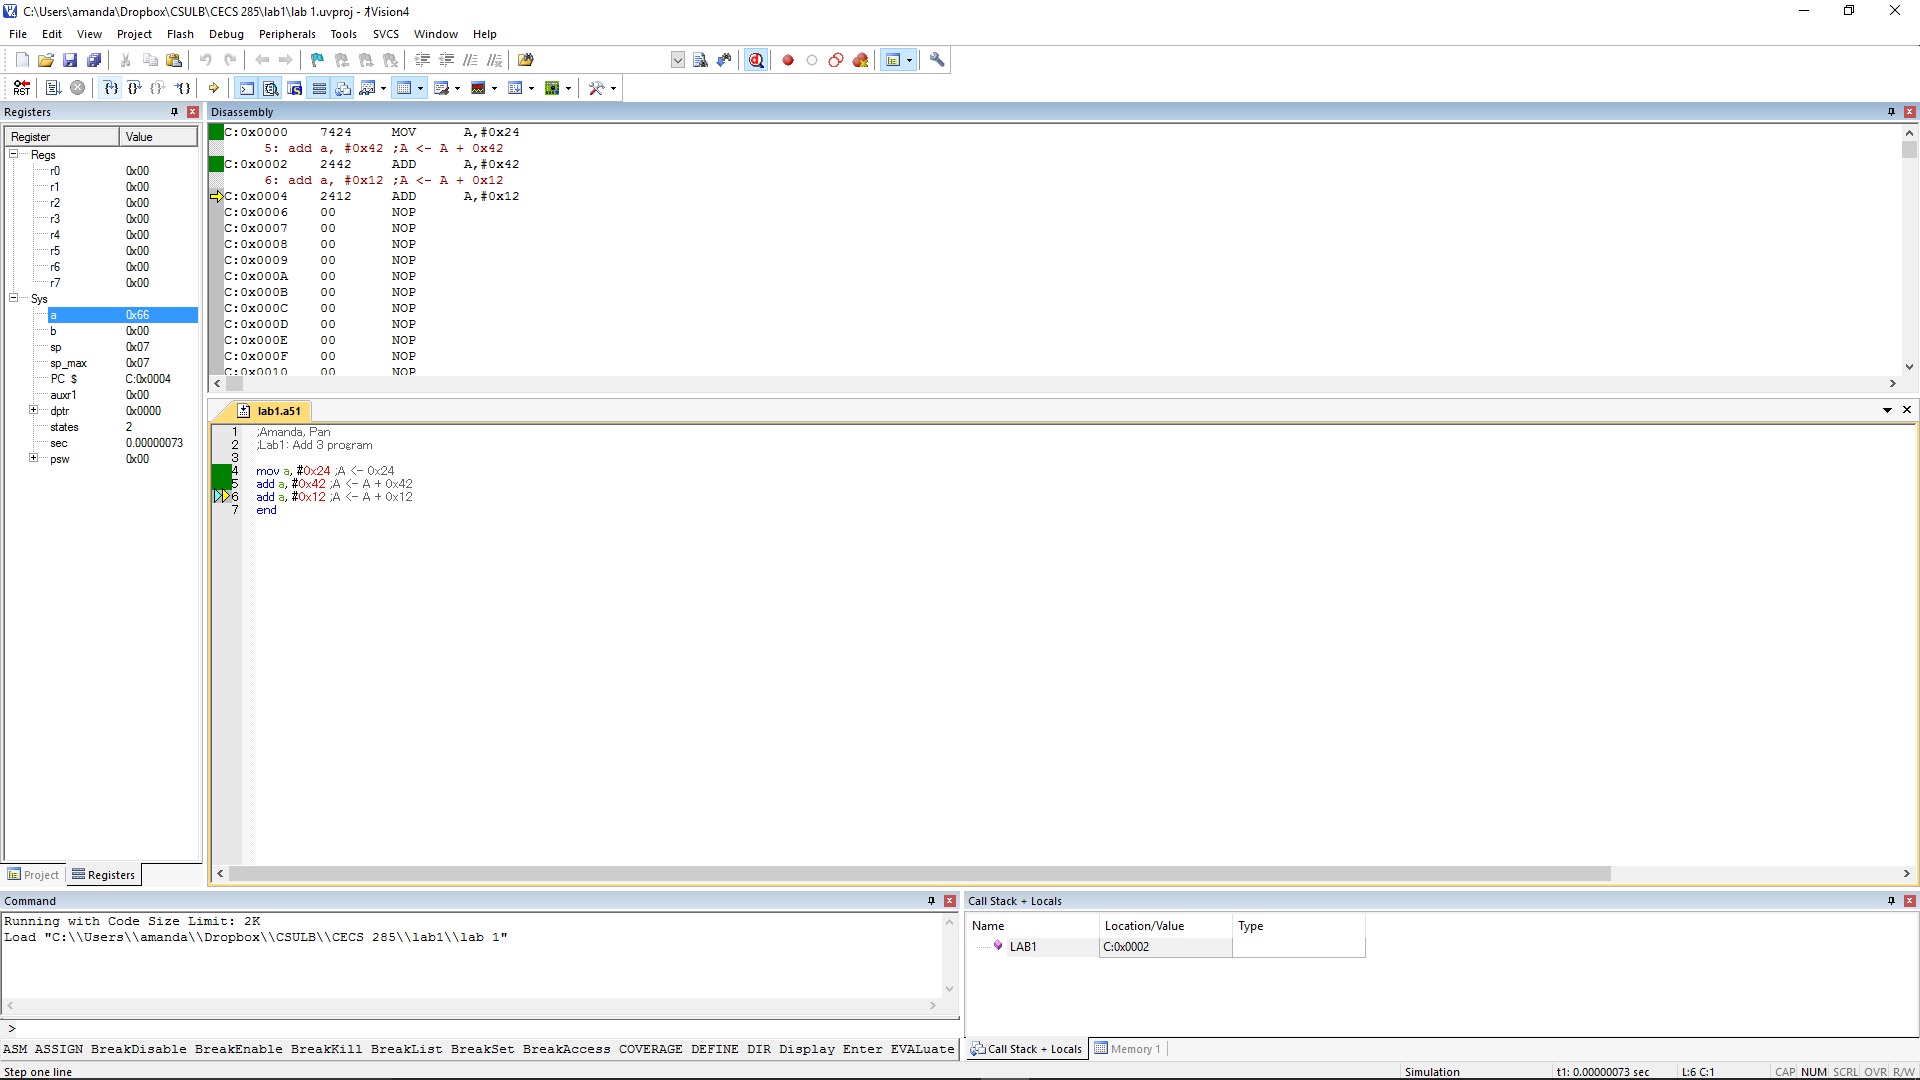 C:\Users\amanda\Dropbox\CSULB\CECS 285\lab1\lab 1.uvproj - µVision4
File Edit View Project Flash Debug Peripherals Tools SVCS Window Help
Registers
Register Value
Regs
r0 0x00
r1 0x00
r2 0x00
r3 0x00
r4 0x00
r5 0x00
r6 0x00
r7 0x00
Sys
a 0x66
b 0x00
sp 0x07
sp_max 0x07
PC $ C:0x0004
auxr1 0x00
dptr 0x0000
states 2
sec 0.00000073
psw 0x00
Project Registers
Disassembly
C:0x0000 7424 MOV A,#0x24
5: add a, #0x42 ;A <- A + 0x42
C:0x0002 2442 ADD A,#0x42
6: add a, #0x12 ;A <- A + 0x12
C:0x0004 2412 ADD A,#0x12
C:0x0006 00 NOP
C:0x0007 00 NOP
C:0x0008 00 NOP
C:0x0009 00 NOP
C:0x000A 00 NOP
C:0x000B 00 NOP
C:0x000C 00 NOP
C:0x000D 00 NOP
C:0x000E 00 NOP
C:0x000F 00 NOP
C:0x0010 00 NOP
lab1.a51
1 ;Amanda, Pan
2 ;Lab1: Add 3 program
3
4 mov a, #0x24 ;A <- 0x24
5 add a, #0x42 ;A <- A + 0x42
6 add a, #0x12 ;A <- A + 0x12
7 end
Command
Running with Code Size Limit: 2K
Load "C:\\Users\\amanda\\Dropbox\\CSULB\\CECS 285\\lab1\\lab 1"
>
ASM ASSIGN BreakDisable BreakEnable BreakKill BreakList BreakSet BreakAccess COVERAGE DEFINE DIR Display Enter EVALuate
Call Stack + Locals
Name Location/Value Type
LAB1 C:0x0002
Call Stack + Locals Memory 1
Step one line Simulation t1: 0.00000073 sec L:6 C:1 CAP NUM SCRL OVR R/W